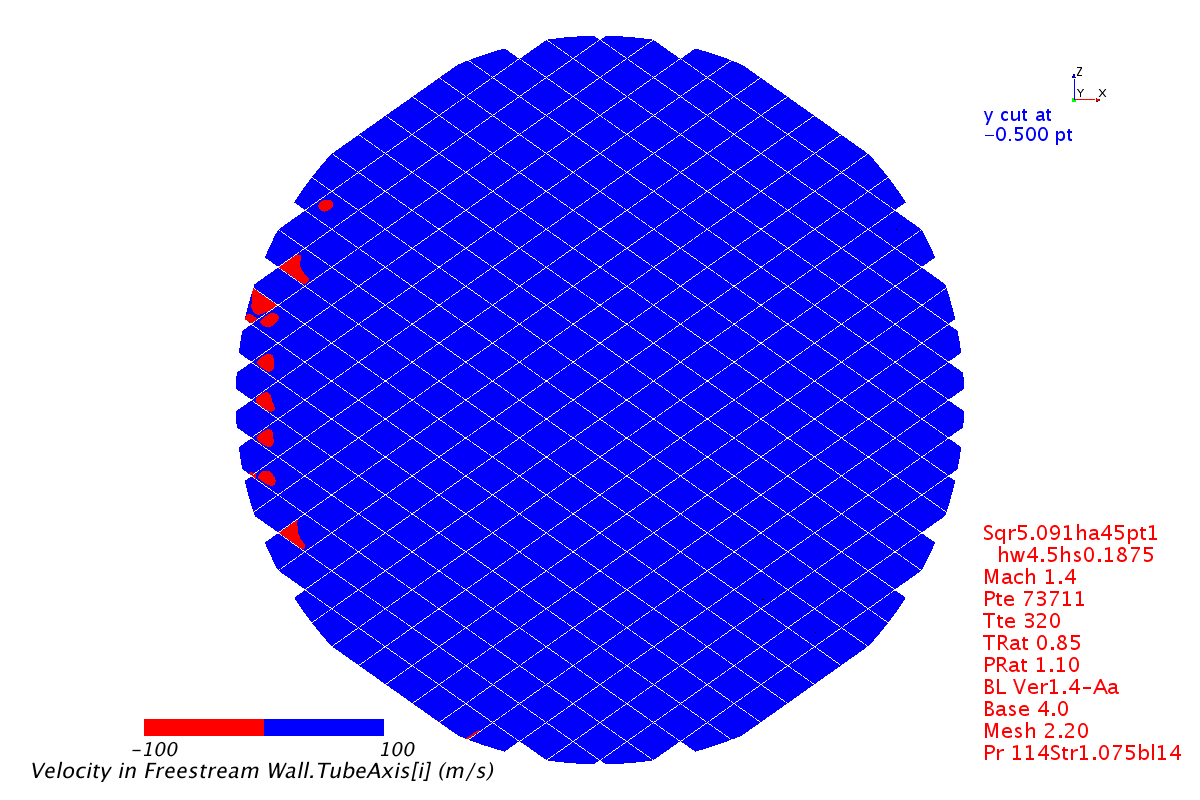 Z
Y X
y cut at
−0.500 pt
Sqr5.091ha45pt1
hw4.5hs0.1875
Mach 1.4
Pte 73711
Tte 320
TRat 0.85
PRat 1.10
BL Ver1.4−Aa
Base 4.0
Mesh 2.20
Pr 114Str1.075bl14
−100 100
Velocity in Freestream Wall.TubeAxis[i] (m/s)